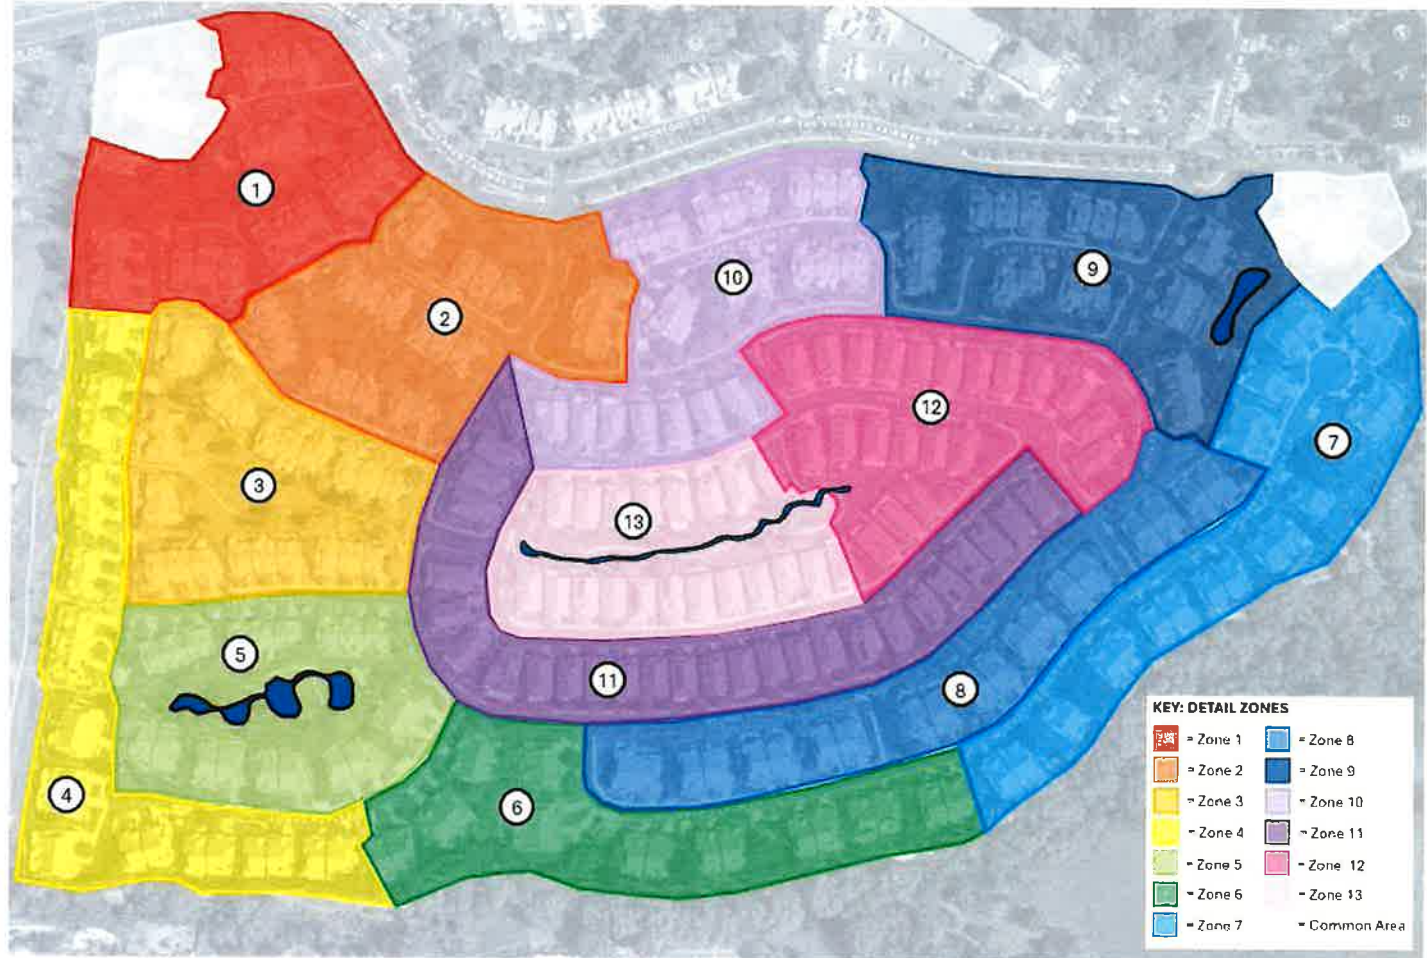 1
9
10
2
12
7
3
13
5
11
8
4
6
KEY: DETAIL ZONES
= Zone 1
= Zone 2
= Zone 3
= Zone 4
= Zone 5
= Zone 6
= Zone 7
= Zone 8
= Zone 9
= Zone 10
= Zone 11
= Zone 12
= Zone 13
= Common Area
3D